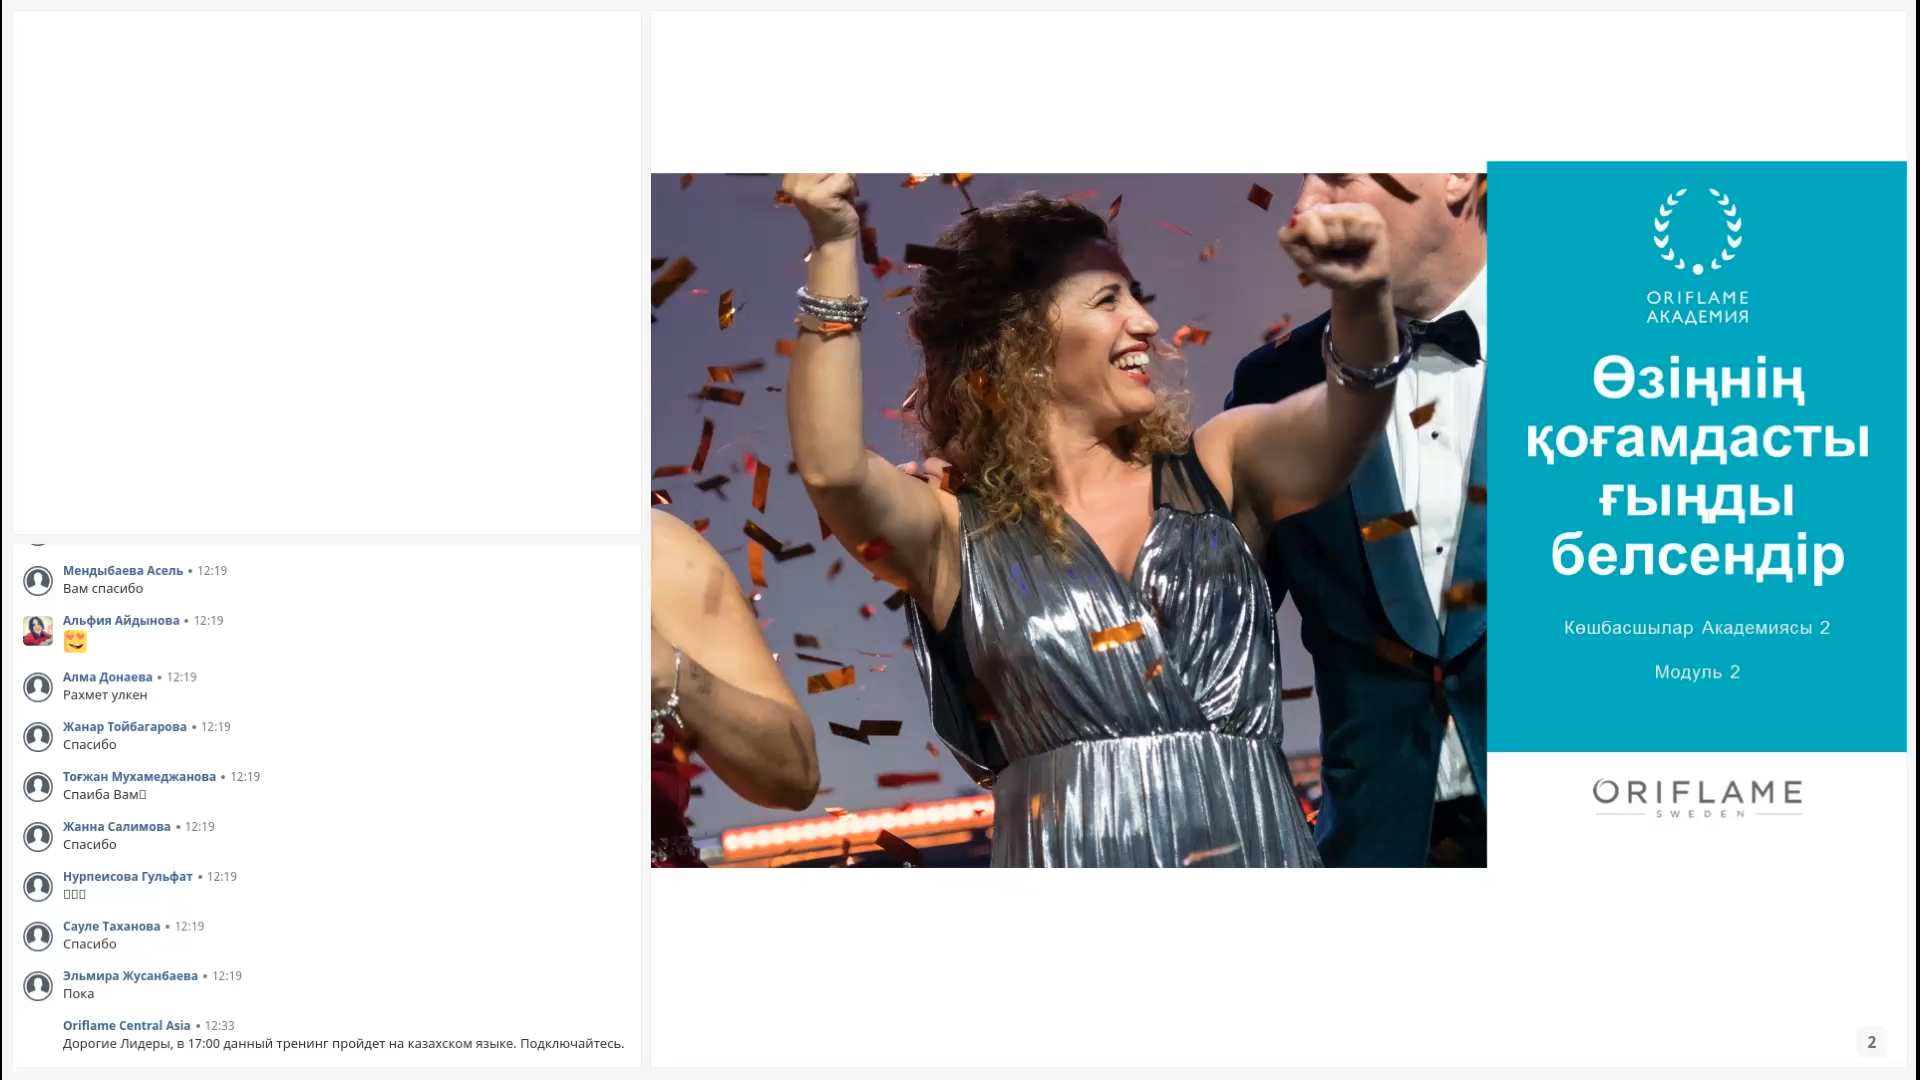 Мендыбаева Асель • 12:19
Вам спасибо
Альфия Айдынова • 12:19
Алма Донаева • 12:19
Рахмет улкен
Жанар Тойбагарова • 12:19
Спасибо
Тоғжан Мухамеджанова • 12:19
Спаиба Вам
Жанна Салимова • 12:19
Спасибо
Нурпеисова Гульфат • 12:19
Сауле Таханова • 12:19
Спасибо
Эльмира Жусанбаева • 12:19
Пока
Oriflame Central Asia • 12:33
Дорогие Лидеры, в 17:00 данный тренинг пройдет на казахском языке. Подключайтесь.
ORIFLAME
АКАДЕМИЯ
Өзіңнің
қоғамдасты
ғыңды
белсендір
Көшбасшылар Академиясы 2
Модуль 2
ORIFLAME
SWEDEN
2